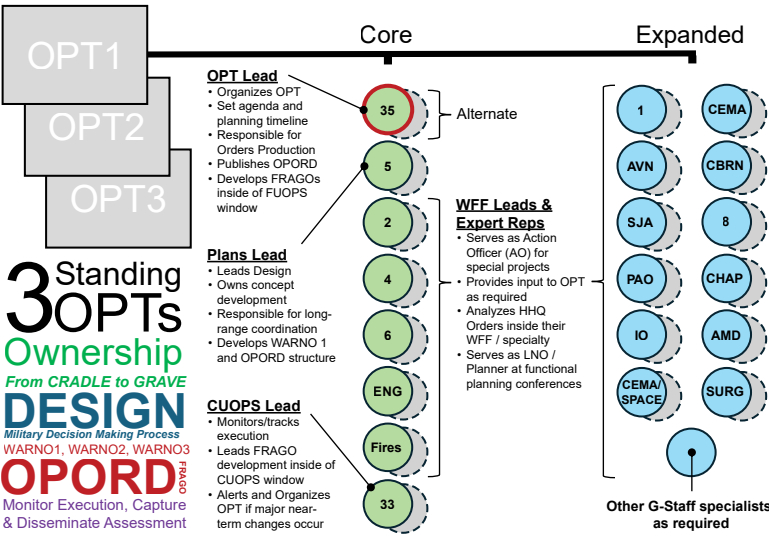 OPT1
OPT2
OPT3
3 Standing
OPTs
Ownership
From CRADLE to GRAVE
DESIGN
Military Decision Making Process
WARNO1, WARNO2, WARNO3
OPORD FRAGO
Monitor Execution, Capture
& Disseminate Assessment
Core
OPT Lead
• Organizes OPT
• Set agenda and
planning timeline
• Responsible for
Orders Production
• Publishes OPORD
• Develops FRAGOs
inside of FUOPS
window
Plans Lead
• Leads Design
• Owns concept
development
• Responsible for long-
range coordination
• Develops WARNO 1
and OPORD structure
CUOPS Lead
• Monitors/tracks
execution
• Leads FRAGO
development inside of
CUOPS window
• Alerts and Organizes
OPT if major near-
term changes occur
35
5
2
4
6
ENG
Fires
33
Alternate
WFF Leads &
Expert Reps
• Serves as Action
Officer (AO) for
special projects
• Provides input to OPT
as required
• Analyzes HHQ
Orders inside their
WFF / specialty
• Serves as LNO /
Planner at functional
planning conferences
Expanded
1
CEMA
AVN
CBRN
SJA
8
PAO
CHAP
IO
AMD
CEMA/
SPACE
SURG
Other G-Staff specialists
as required